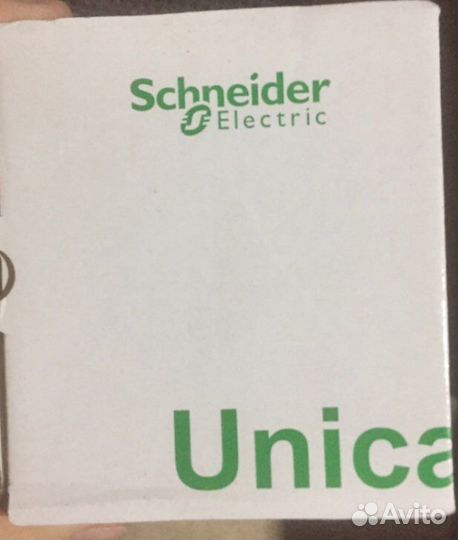 Schneider
Electric
Unica
Avito